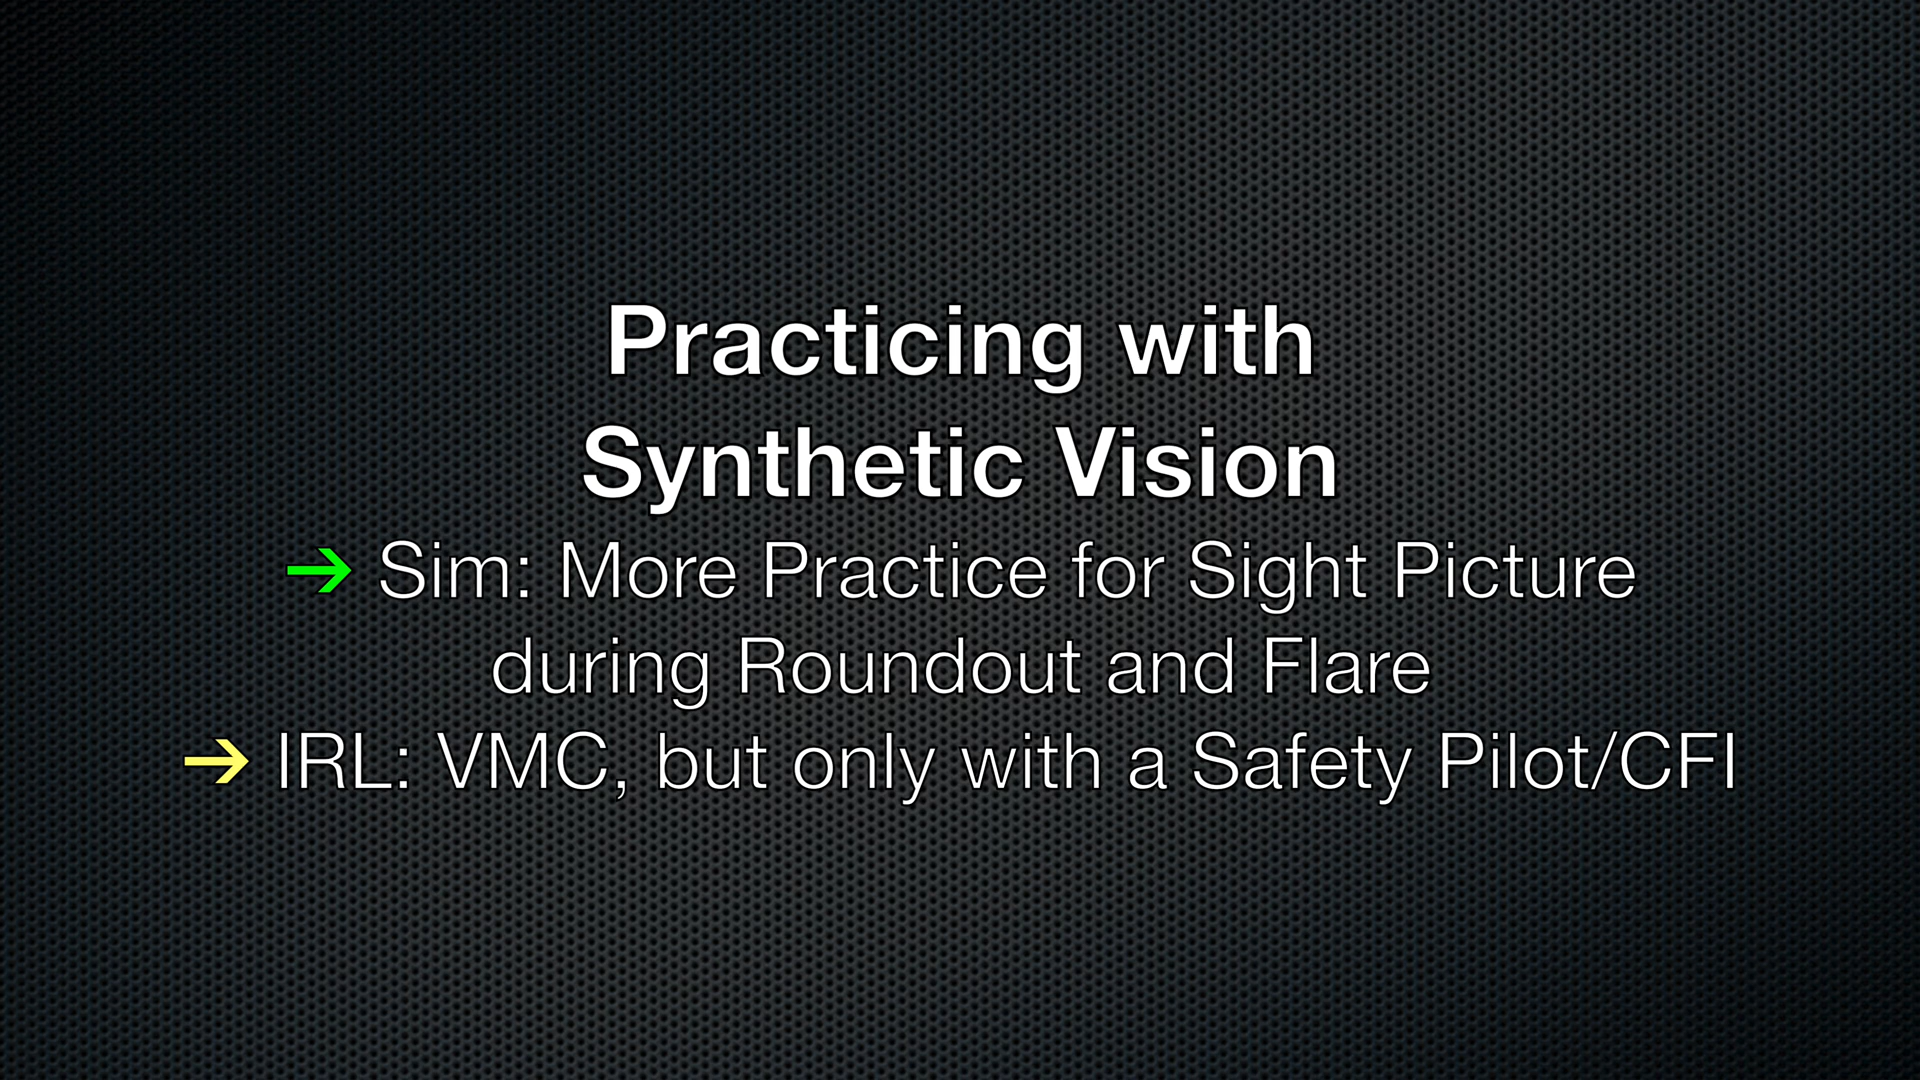 Practicing with
Synthetic Vision
➔ Sim: More Practice for Sight Picture
during Roundout and Flare
➔ IRL: VMC, but only with a Safety Pilot/CFI